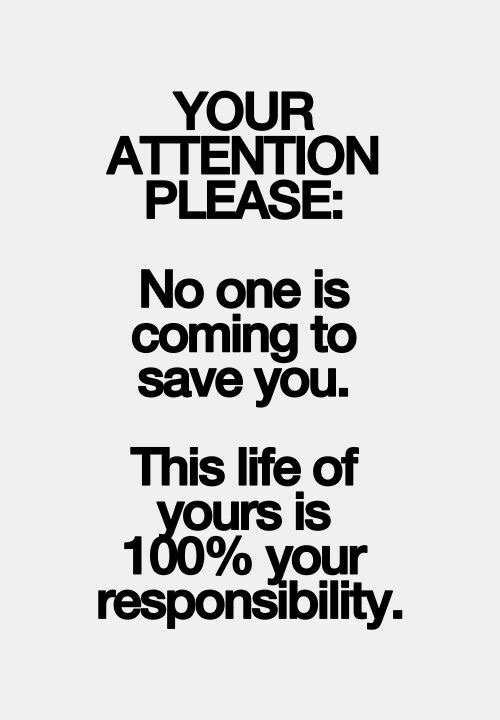 YOUR
ATTENTION
PLEASE:
No one is
coming to
save you.
This life of
yours is
100% your
responsibility.